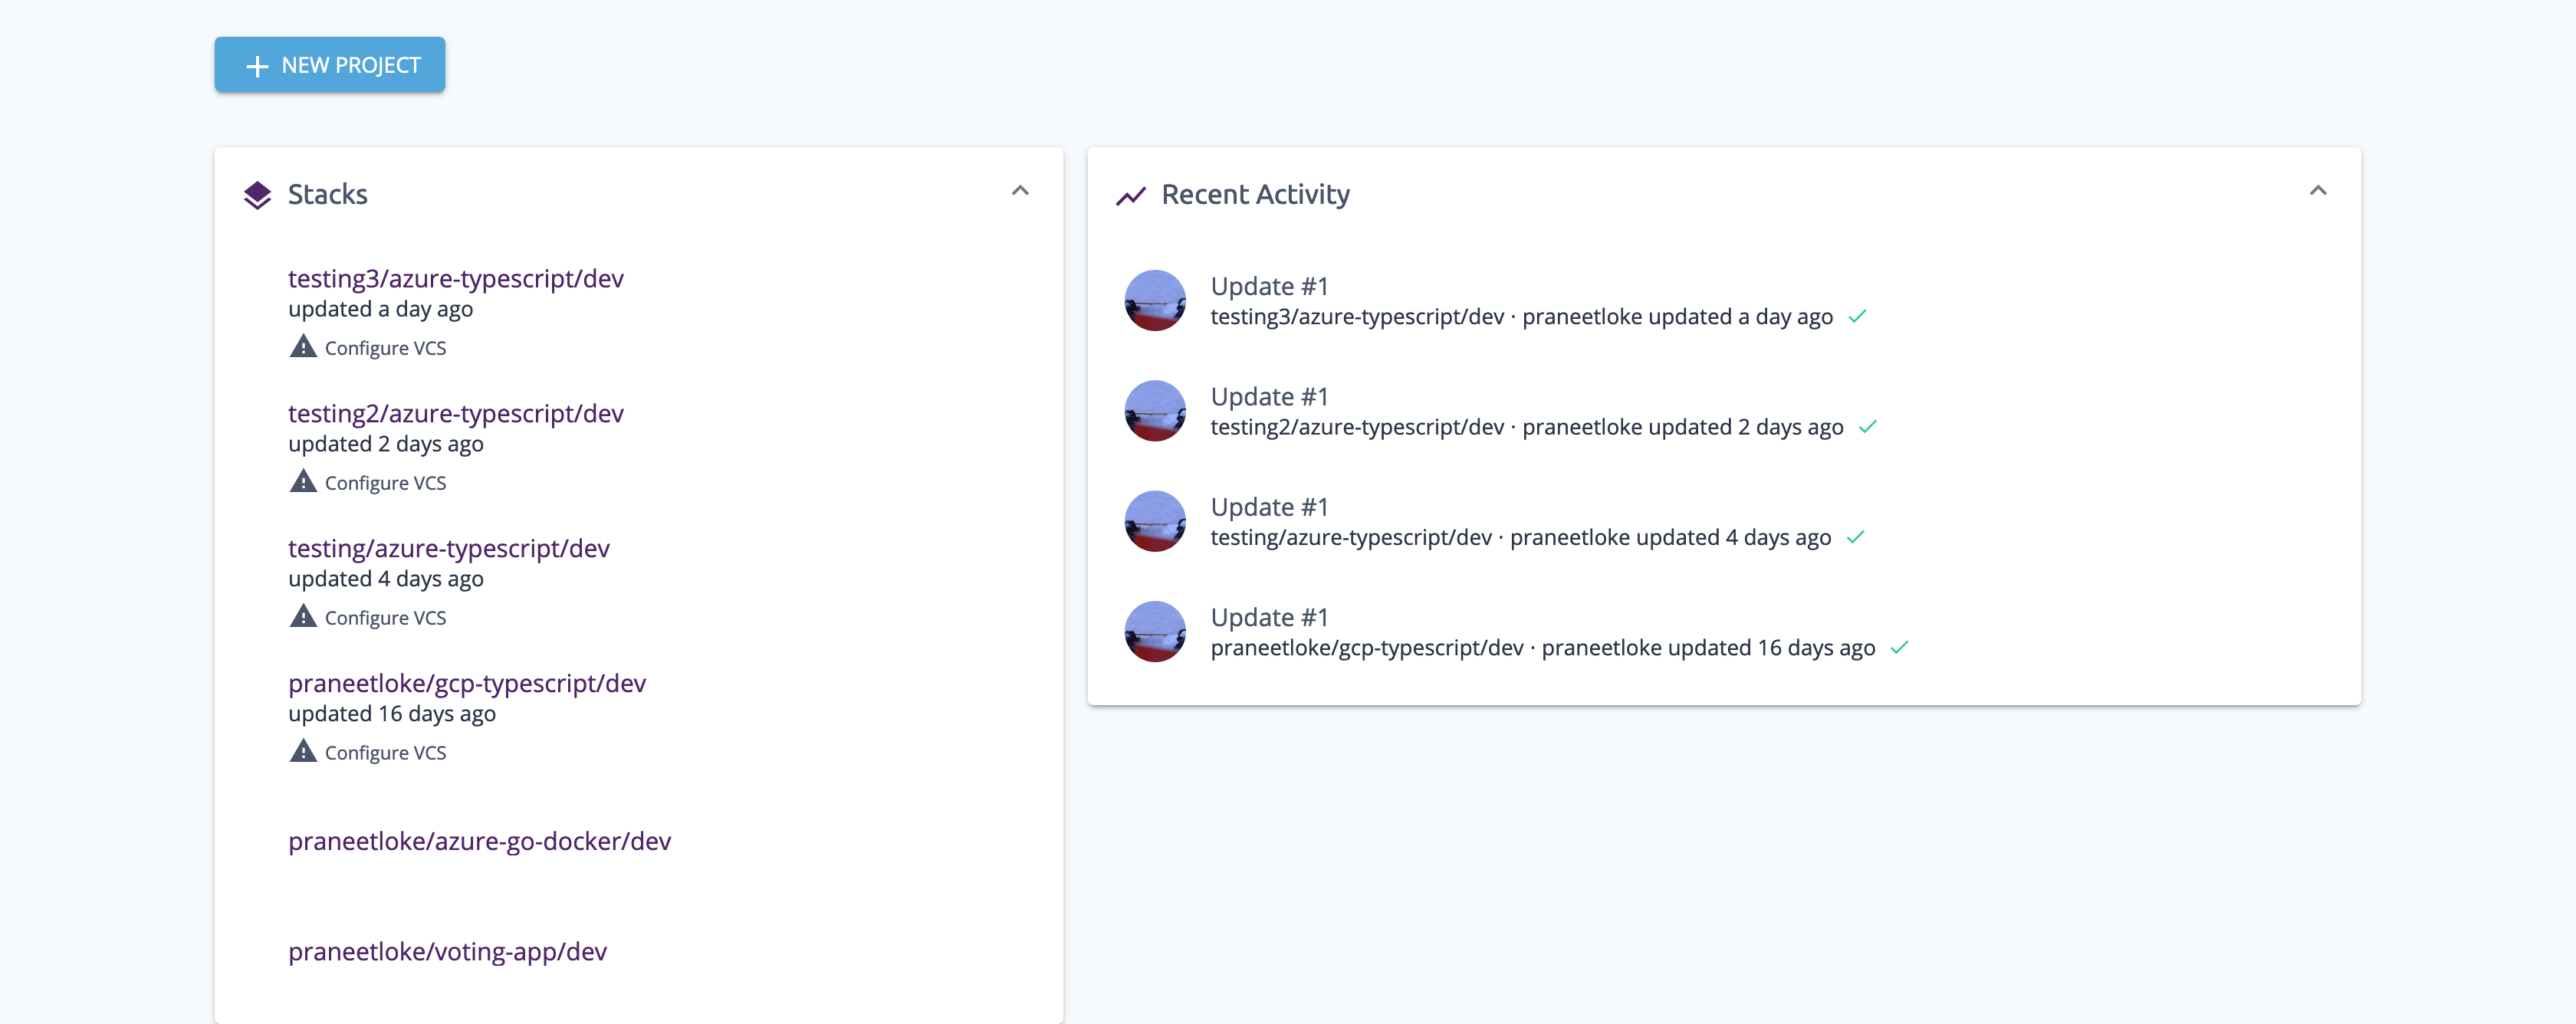 NEW PROJECT
Stacks
testing3/azure-typescript/dev
updated a day ago
Configure VCS
testing2/azure-typescript/dev
updated 2 days ago
Configure VCS
testing/azure-typescript/dev
updated 4 days ago
Configure VCS
praneetloke/gcp-typescript/dev
updated 16 days ago
Configure VCS
praneetloke/azure-go-docker/dev
praneetloke/voting-app/dev
Recent Activity
Update #1
testing3/azure-typescript/dev · praneetloke updated a day ago
Update #1
testing2/azure-typescript/dev · praneetloke updated 2 days ago
Update #1
testing/azure-typescript/dev · praneetloke updated 4 days ago
Update #1
praneetloke/gcp-typescript/dev · praneetloke updated 16 days ago